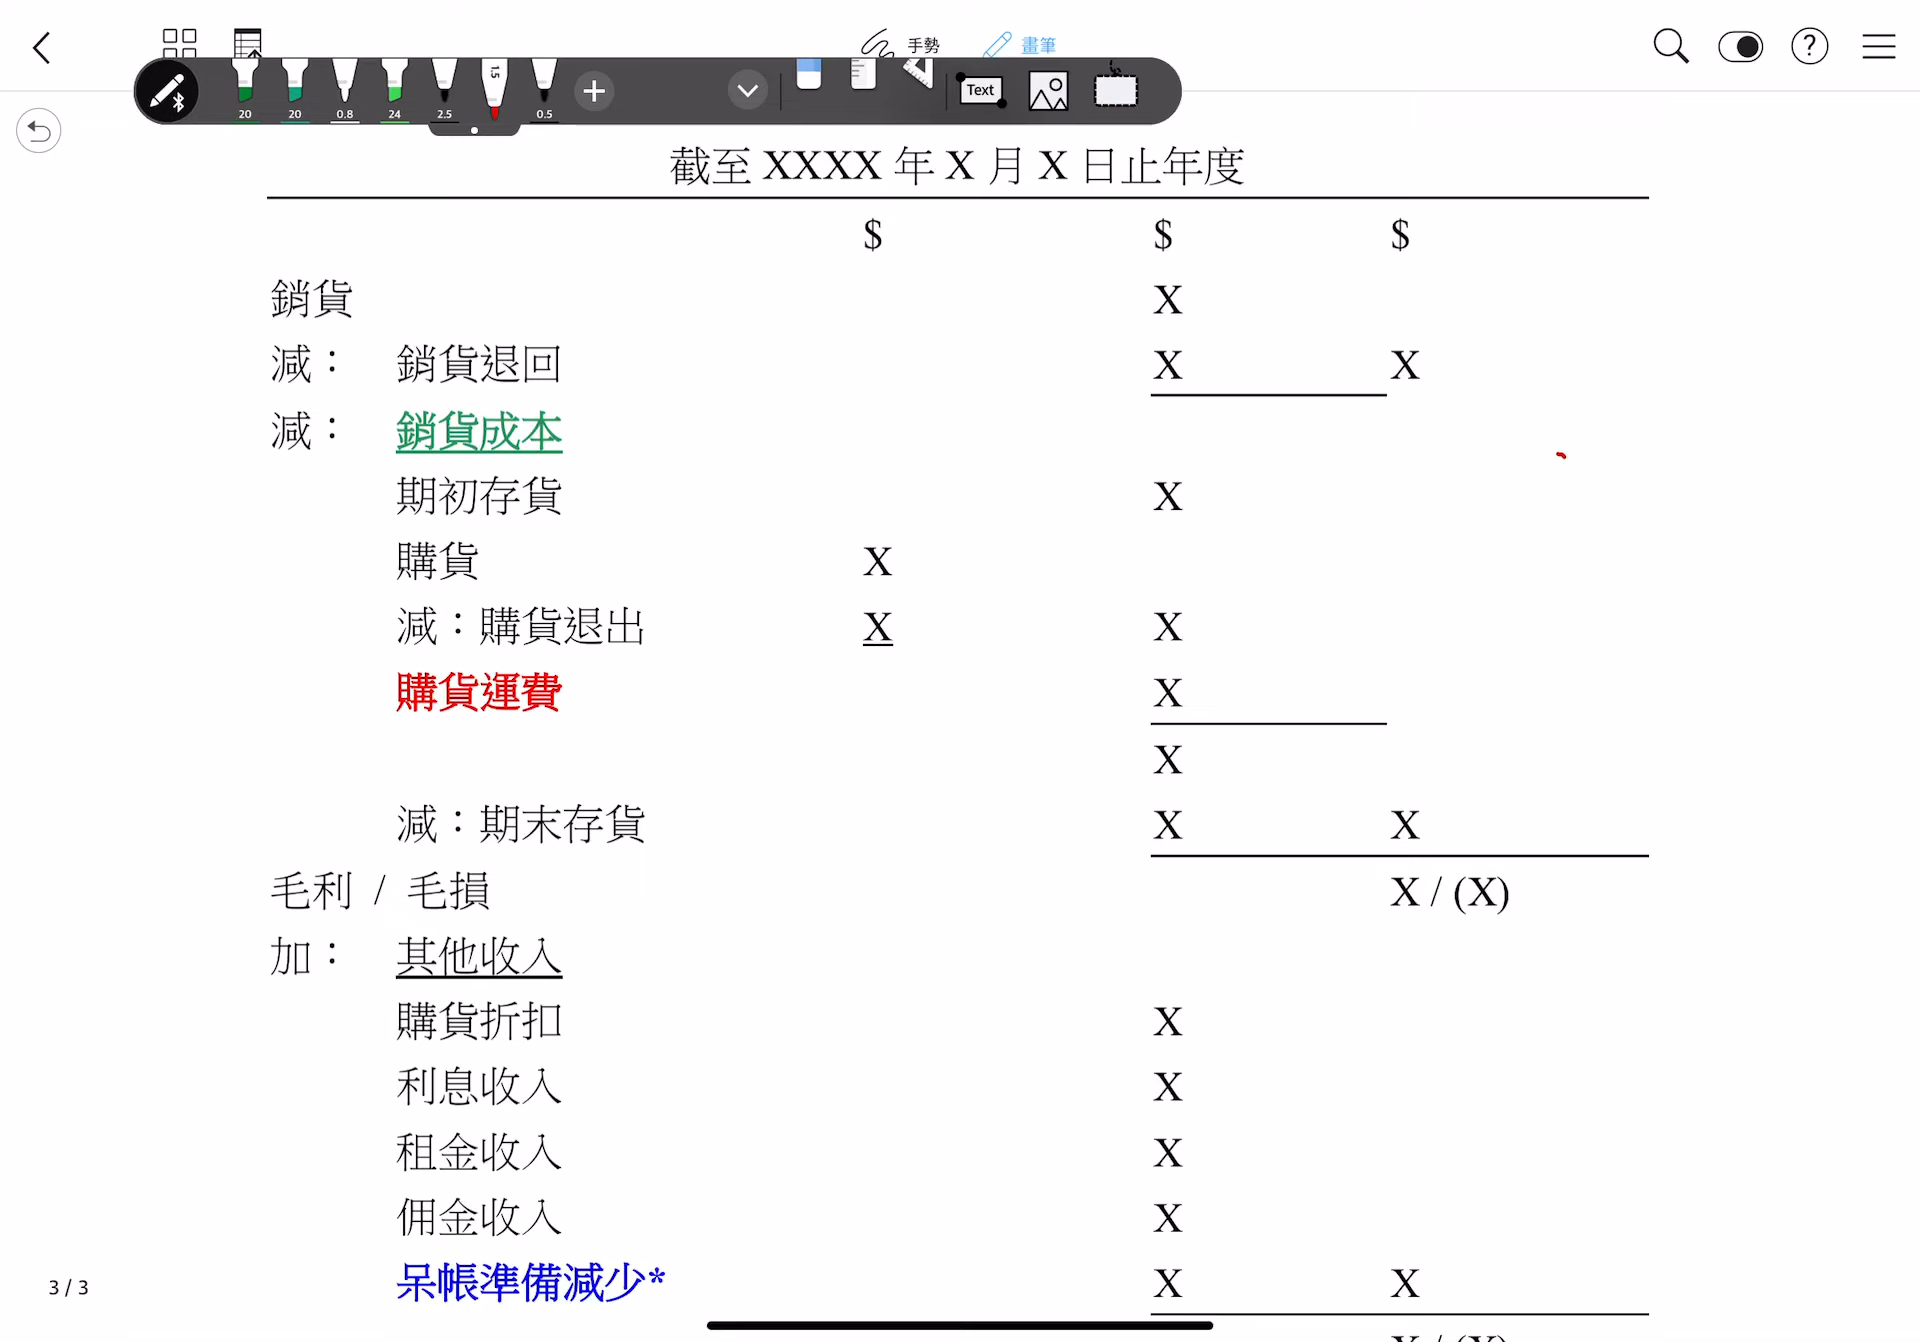 手勢 畫筆
20 20 0.8 24 2.5 1.5 0.5 Text
截至 XXXX 年 X 月 X 日止年度
$ $ $
銷貨 X
減： 銷貨退回 X X
減： 銷貨成本
期初存貨 X
購貨 X
減：購貨退出 X X
購貨運費 X
X
減：期末存貨 X X
毛利 / 毛損 X / (X)
加： 其他收入
購貨折扣 X
利息收入 X
租金收入 X
佣金收入 X
呆帳準備減少* X X
3 / 3